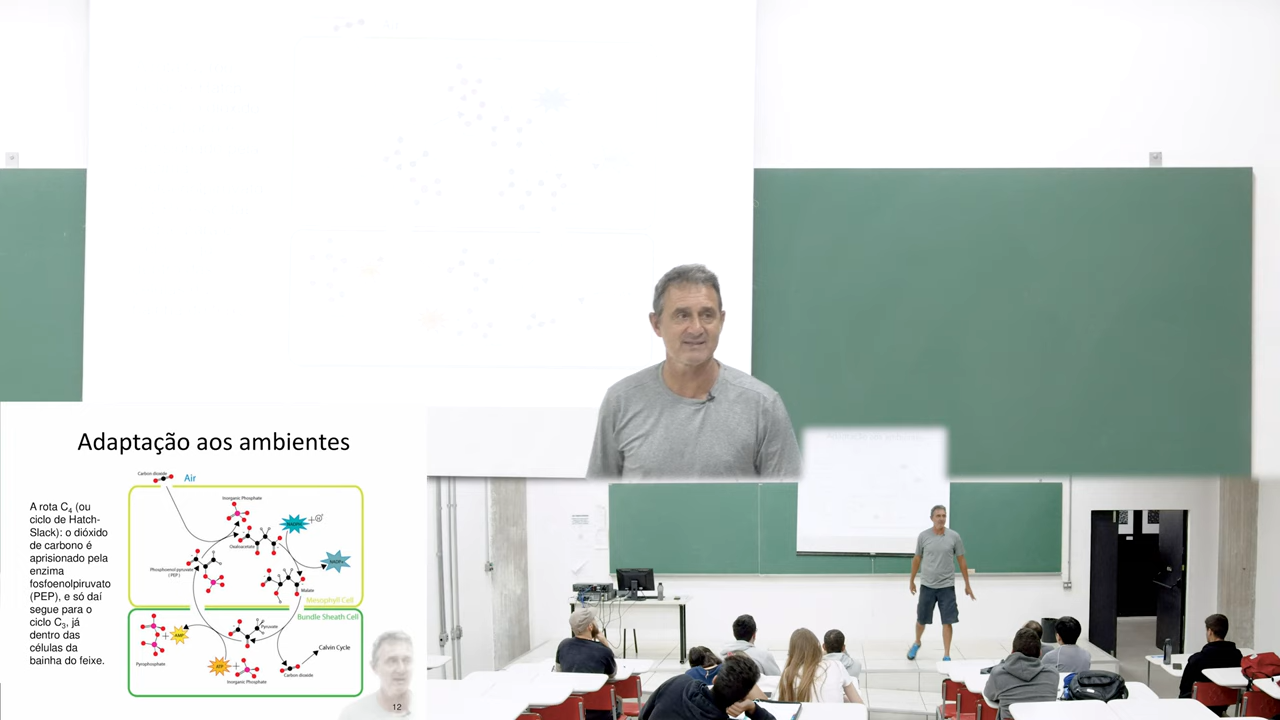 Adaptação aos ambientes
Carbon dioxide
Air
A rota C₄ (ou
ciclo de Hatch-
Slack): o dióxido
de carbono é
aprisionado pela
enzima
fosfoenolpiruvato
(PEP), e só daí
segue para o
ciclo C₃, já
dentro das
células da
bainha do feixe.
Inorganic Phosphate
Oxaloacetate
Phosphoenol pyruvate
(PEP)
Malate
Mesophyll Cell
Bundle Sheath Cell
Pyruvate
AMP
Calvin Cycle
Pyrophosphate
ATP
Inorganic Phosphate
Carbon dioxide
12